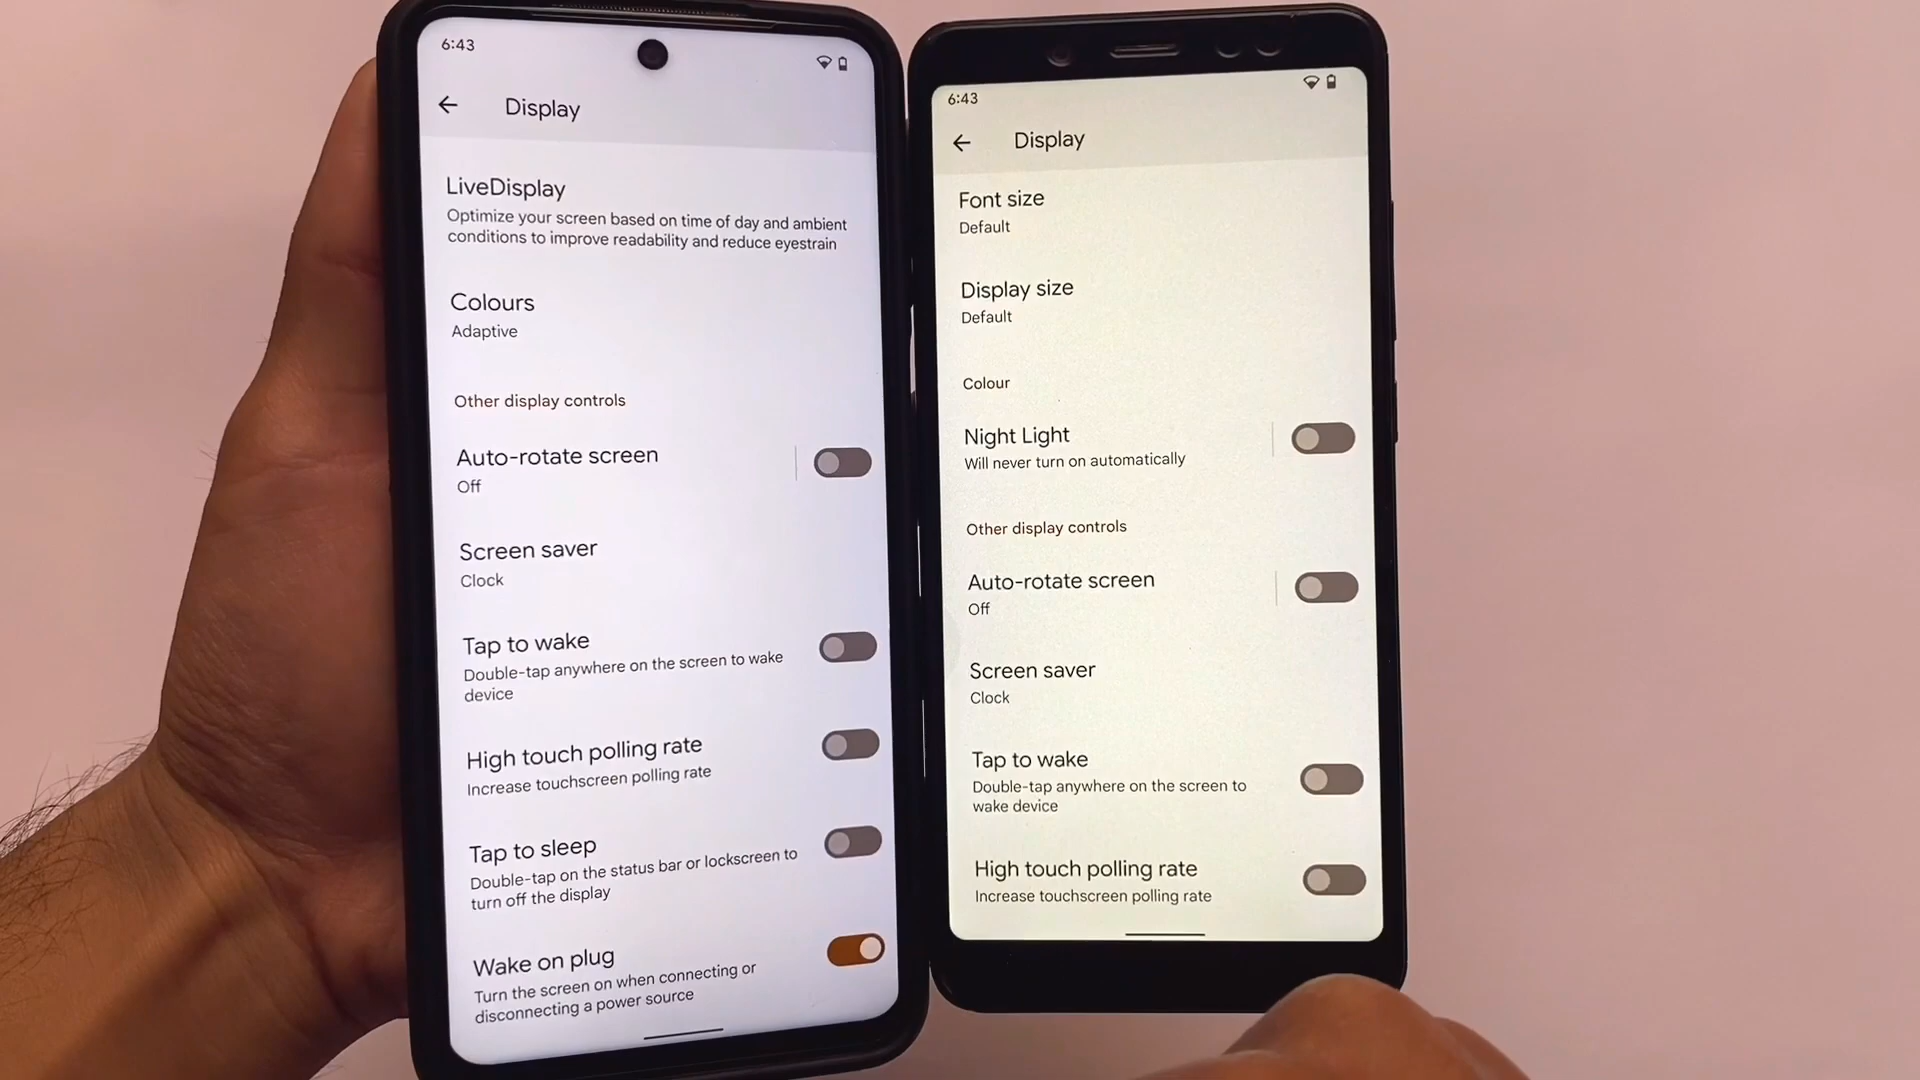 6:43
Display
LiveDisplay
Optimize your screen based on time of day and ambient
conditions to improve readability and reduce eyestrain
Colours
Adaptive
Other display controls
Auto-rotate screen
Off
Screen saver
Clock
Tap to wake
Double-tap anywhere on the screen to wake
device
High touch polling rate
Increase touchscreen polling rate
Tap to sleep
Double-tap on the status bar or lockscreen to
turn off the display
Wake on plug
Turn the screen on when connecting or
disconnecting a power source
6:43
Display
Font size
Default
Display size
Default
Colour
Night Light
Will never turn on automatically
Other display controls
Auto-rotate screen
Off
Screen saver
Clock
Tap to wake
Double-tap anywhere on the screen to
wake device
High touch polling rate
Increase touchscreen polling rate